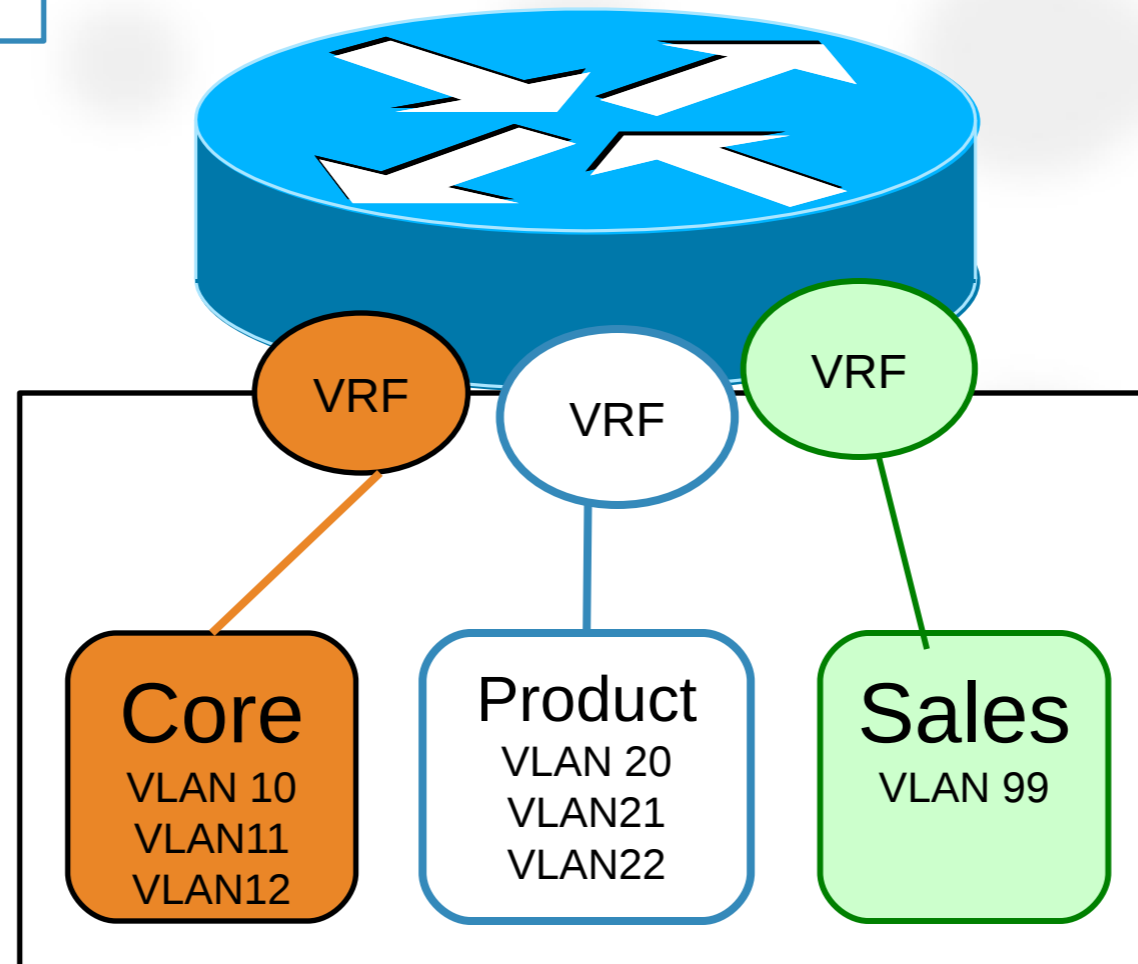 VRF
VRF
VRF
Core
VLAN 10
VLAN11
VLAN12
Product
VLAN 20
VLAN21
VLAN22
Sales
VLAN 99